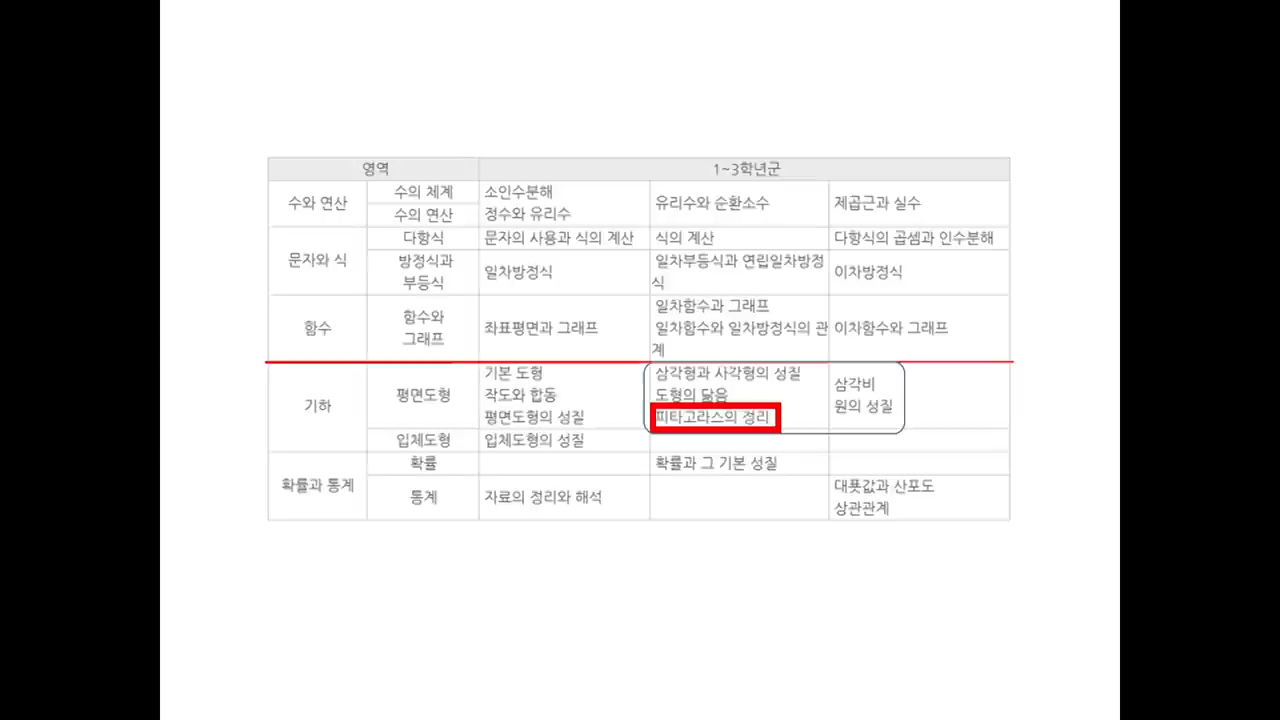 영역 1~3학년군
수와 연산 수의 체계 소인수분해 유리수와 순환소수 제곱근과 실수
수의 연산 정수와 유리수
문자와 식 다항식 문자의 사용과 식의 계산 식의 계산 다항식의 곱셈과 인수분해
방정식과 부등식 일차방정식 일차부등식과 연립일차방정식 이차방정식
함수 함수와 그래프 좌표평면과 그래프 일차함수와 그래프 이차함수와 그래프
일차함수와 일차방정식의 관계
기하 평면도형 기본 도형 삼각형과 사각형의 성질 삼각비
작도와 합동 도형의 닮음 원의 성질
평면도형의 성질 피타고라스의 정리
입체도형 입체도형의 성질
확률과 통계 확률 확률과 그 기본 성질
통계 자료의 정리와 해석 대푯값과 산포도
상관관계